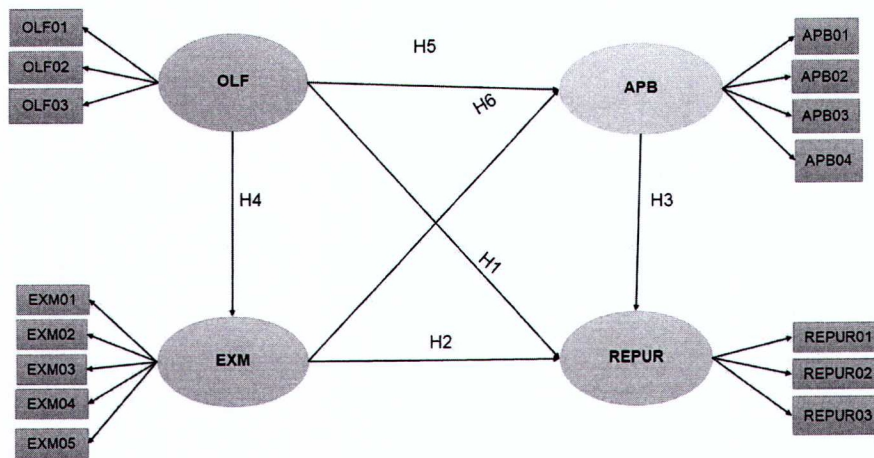 OLF01
OLF02
OLF03
OLF
H5
H6
APB
APB01
APB02
APB03
APB04
H4
H3
H1
EXM01
EXM02
EXM03
EXM04
EXM05
EXM
H2
REPUR
REPUR01
REPUR02
REPUR03